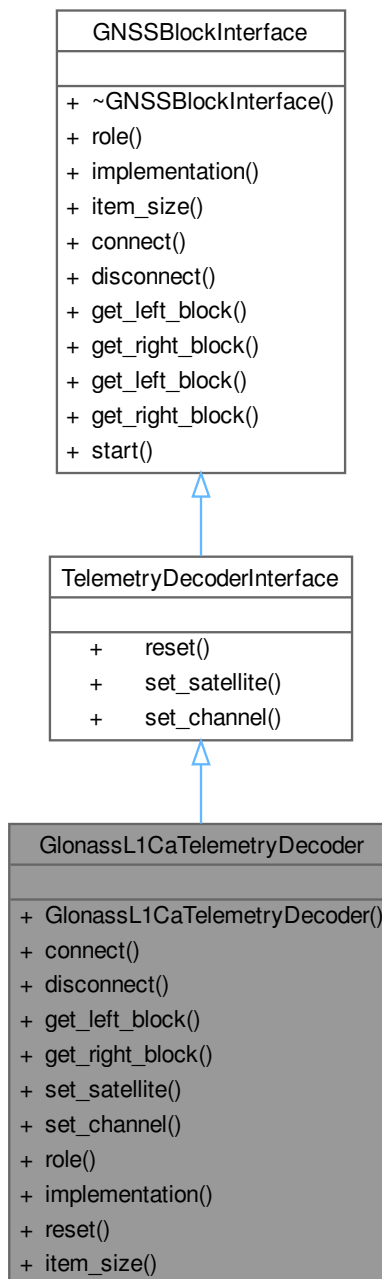 GNSSBlockInterface
+ ~GNSSBlockInterface()
+ role()
+ implementation()
+ item_size()
+ connect()
+ disconnect()
+ get_left_block()
+ get_right_block()
+ get_left_block()
+ get_right_block()
+ start()
TelemetryDecoderInterface
+ reset()
+ set_satellite()
+ set_channel()
GlonassL1CaTelemetryDecoder
+ GlonassL1CaTelemetryDecoder()
+ connect()
+ disconnect()
+ get_left_block()
+ get_right_block()
+ set_satellite()
+ set_channel()
+ role()
+ implementation()
+ reset()
+ item_size()